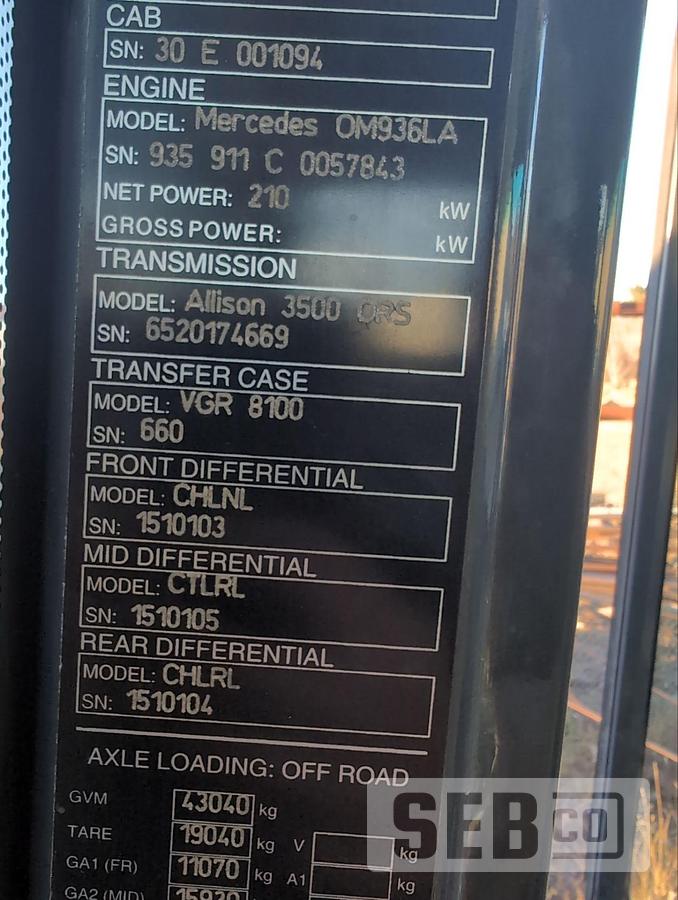 CAB
SN: 30 E 001094
ENGINE
MODEL: Mercedes OM936LA
SN: 935 911 C 0057843
NET POWER: 210 kW
GROSS POWER: kW
TRANSMISSION
MODEL: Allison 3500 ORS
SN: 6520174669
TRANSFER CASE
MODEL: VGR 8100
SN: 660
FRONT DIFFERENTIAL
MODEL: CHLNL
SN: 1510103
MID DIFFERENTIAL
MODEL: CTLRL
SN: 1510105
REAR DIFFERENTIAL
MODEL: CHLRL
SN: 1510104
AXLE LOADING: OFF ROAD
GVM 43040 kg
TARE 19040 kg V kg
GA1 (FR) 11070 kg A1 kg
GA2 (MID)
SEBCO